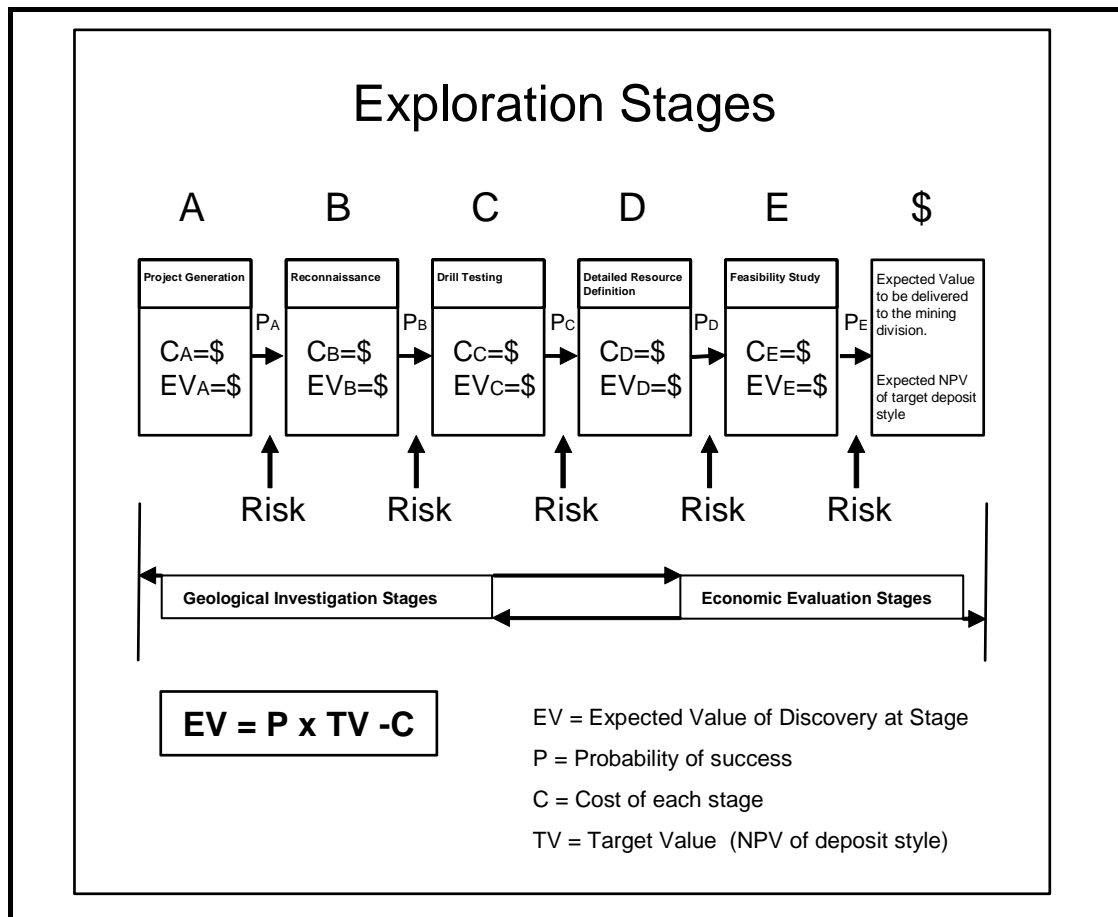 Exploration Stages
A B C D E $
Project Generation
Reconnaissance
Drill Testing
Detailed Resource
Definition
Feasibility Study
Expected Value
to be delivered
to the mining
division.
Expected NPV
of target deposit
style
PA
PB
PC
PD
PE
CA=$
EVA=$
CB=$
EVB=$
CC=$
EVC=$
CD=$
EVD=$
CE=$
EVE=$
Risk Risk Risk Risk Risk
Geological Investigation Stages
Economic Evaluation Stages
EV = P x TV -C
EV = Expected Value of Discovery at Stage
P = Probability of success
C = Cost of each stage
TV = Target Value (NPV of deposit style)